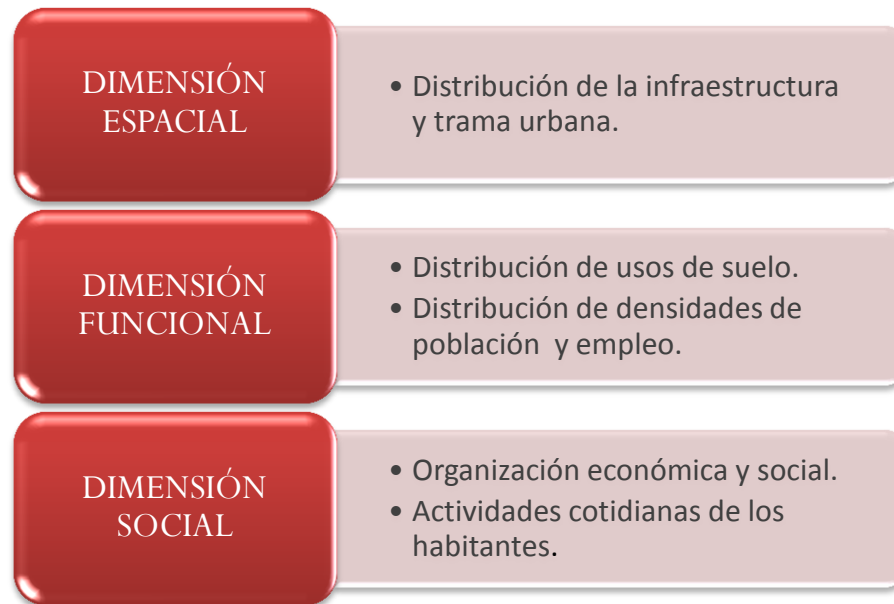 DIMENSIÓN
ESPACIAL
• Distribución de la infraestructura
y trama urbana.
DIMENSIÓN
FUNCIONAL
• Distribución de usos de suelo.
• Distribución de densidades de
población y empleo.
DIMENSIÓN
SOCIAL
• Organización económica y social.
• Actividades cotidianas de los
habitantes.